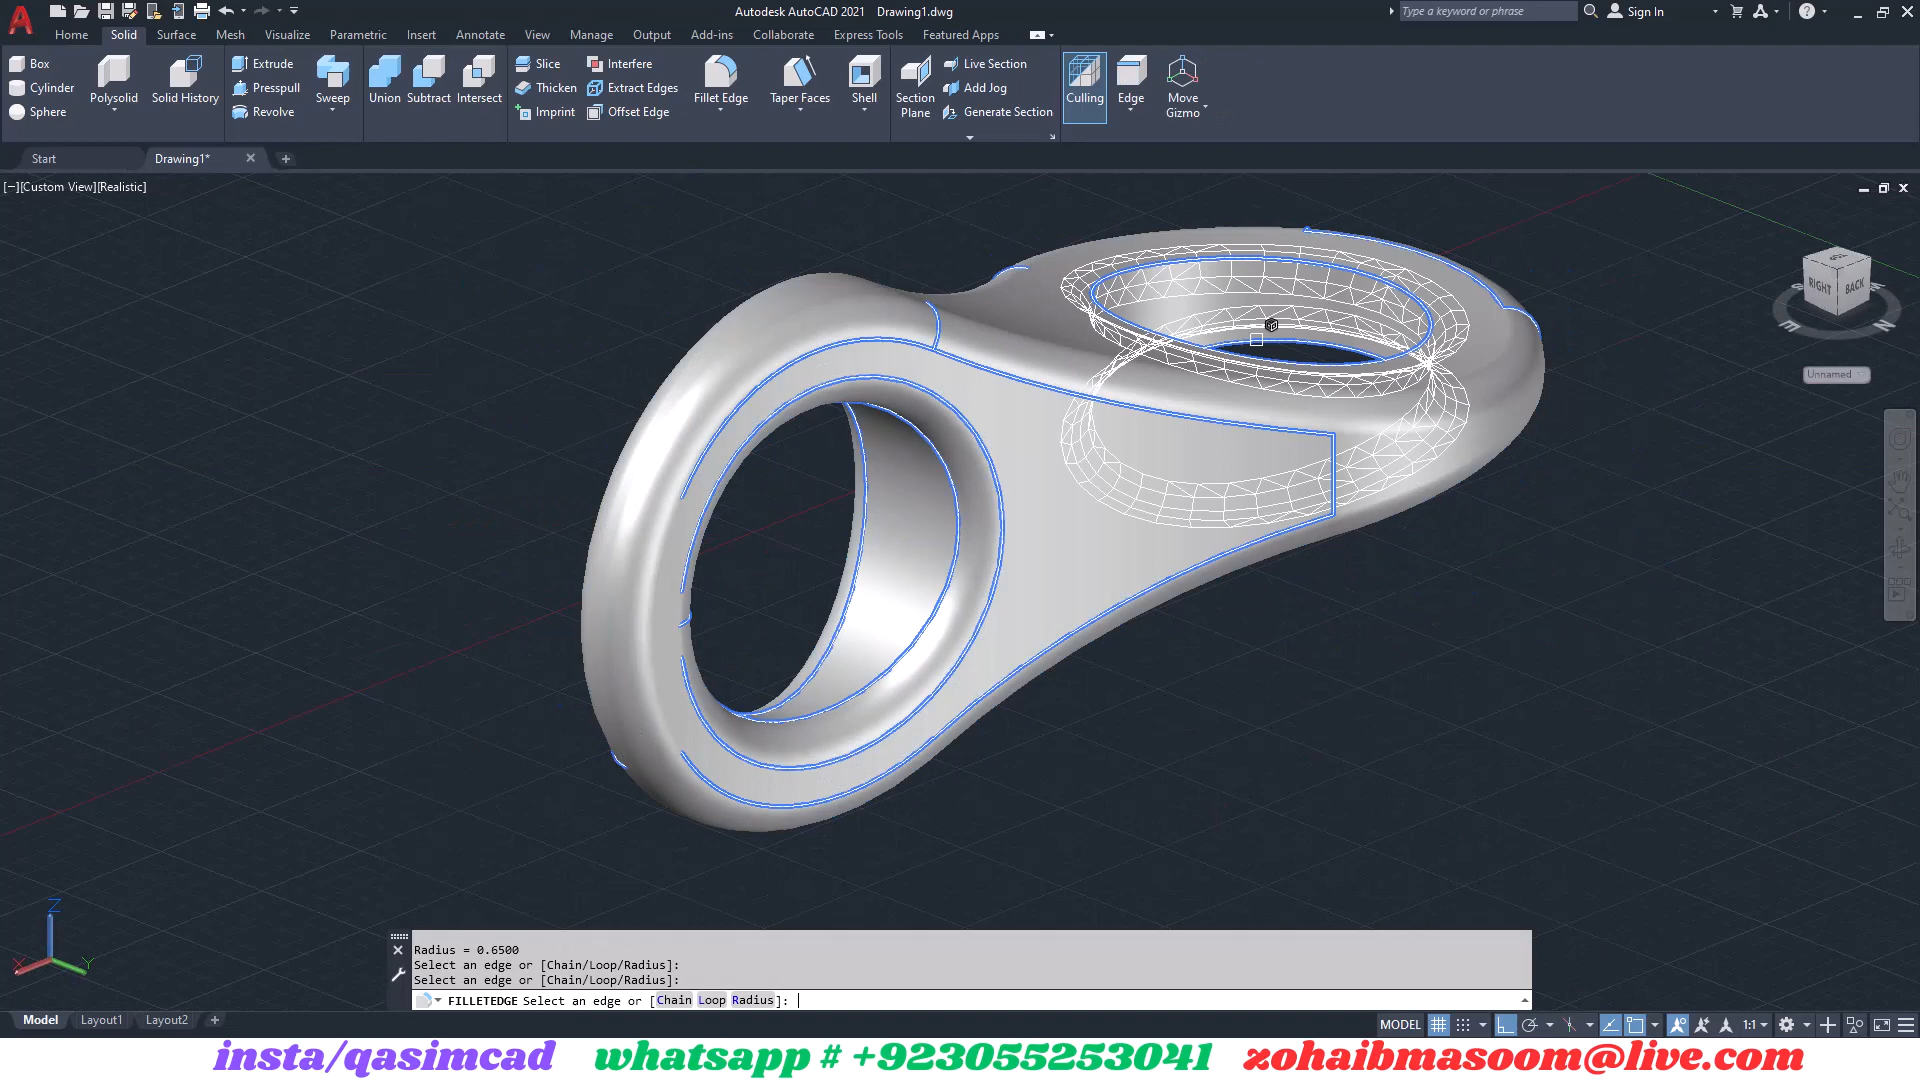 Autodesk AutoCAD 2021 Drawing1.dwg
Type a keyword or phrase
Sign In
Home Solid Surface Mesh Visualize Parametric Insert Annotate View Manage Output Add-ins Collaborate Express Tools Featured Apps
Box
Cylinder
Sphere
Polysolid
Solid History
Extrude
Presspull
Revolve
Sweep
Union
Subtract
Intersect
Slice
Thicken
Imprint
Interfere
Extract Edges
Offset Edge
Fillet Edge
Taper Faces
Shell
Section
Plane
Live Section
Add Jog
Generate Section
Culling
Edge
Move
Gizmo
Start
Drawing1*
[−][Custom View][Realistic]
TOP
RIGHT
BACK
E
N
Unnamed
Z
X
Y
Radius = 0.6500
Select an edge or [Chain/Loop/Radius]:
Select an edge or [Chain/Loop/Radius]:
FILLETEDGE Select an edge or [Chain Loop Radius]:
Model Layout1 Layout2
MODEL
1:1
insta/qasimcad whatsapp # +923055253041 zohaibmasoom@live.com